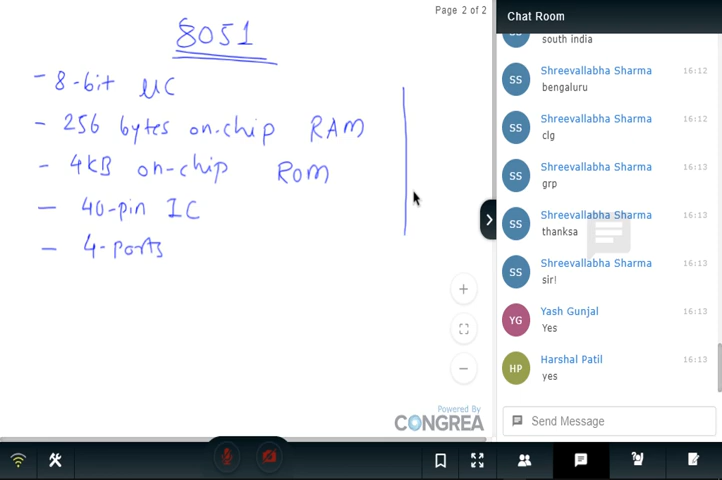 Page 2 of 2
8051
- 8-bit μC
- 256 bytes on-chip RAM
- 4KB on-chip ROM
- 40-pin IC
- 4-ports
Powered By
CONGREA
Chat Room
south india
SS Shreevallabha Sharma 16:12
bengaluru
SS Shreevallabha Sharma 16:12
clg
SS Shreevallabha Sharma 16:13
grp
SS Shreevallabha Sharma 16:13
thanksa
SS Shreevallabha Sharma 16:13
sir!
YG Yash Gunjal 16:13
Yes
HP Harshal Patil 16:13
yes
Send Message